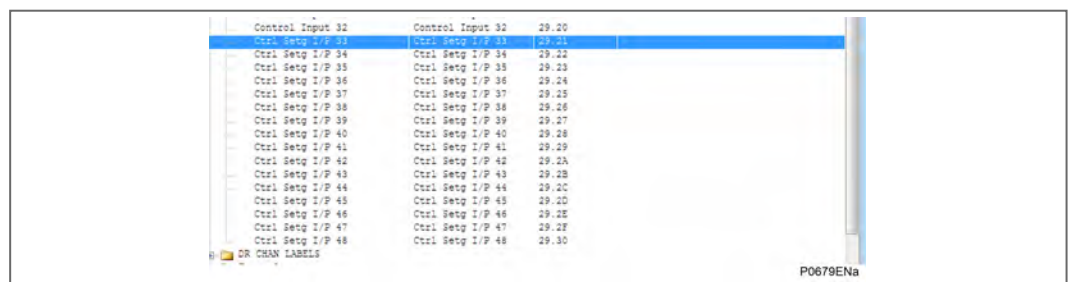 Control Input 32 Control Input 32 29.20
Ctrl Setg I/P 33 Ctrl Setg I/P 33 29.21
Ctrl Setg I/P 34 Ctrl Setg I/P 34 29.22
Ctrl Setg I/P 35 Ctrl Setg I/P 35 29.23
Ctrl Setg I/P 36 Ctrl Setg I/P 36 29.24
Ctrl Setg I/P 37 Ctrl Setg I/P 37 29.25
Ctrl Setg I/P 38 Ctrl Setg I/P 38 29.26
Ctrl Setg I/P 39 Ctrl Setg I/P 39 29.27
Ctrl Setg I/P 40 Ctrl Setg I/P 40 29.28
Ctrl Setg I/P 41 Ctrl Setg I/P 41 29.29
Ctrl Setg I/P 42 Ctrl Setg I/P 42 29.2A
Ctrl Setg I/P 43 Ctrl Setg I/P 43 29.2B
Ctrl Setg I/P 44 Ctrl Setg I/P 44 29.2C
Ctrl Setg I/P 45 Ctrl Setg I/P 45 29.2D
Ctrl Setg I/P 46 Ctrl Setg I/P 46 29.2E
Ctrl Setg I/P 47 Ctrl Setg I/P 47 29.2F
Ctrl Setg I/P 48 Ctrl Setg I/P 48 29.30
DR CHAN LABELS
P0679ENa